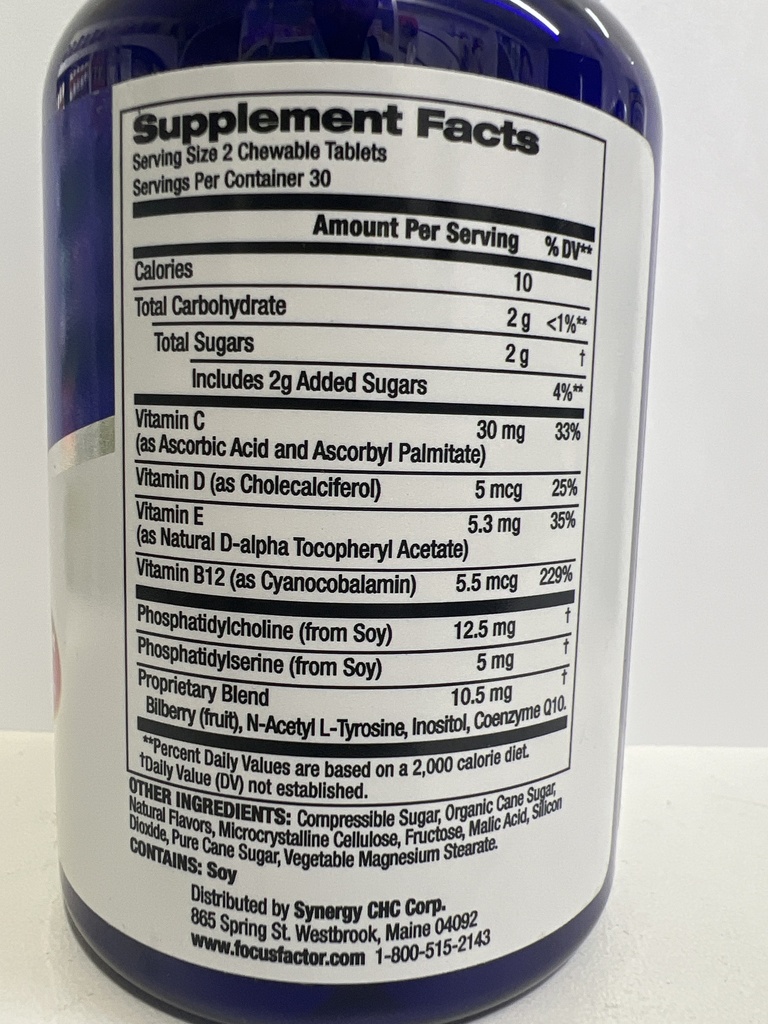 Supplement Facts
Serving Size 2 Chewable Tablets
Servings Per Container 30
Amount Per Serving % DV**
Calories 10
Total Carbohydrate 2 g <1%**
Total Sugars 2 g †
Includes 2g Added Sugars 4%**
Vitamin C 30 mg 33%
(as Ascorbic Acid and Ascorbyl Palmitate)
Vitamin D (as Cholecalciferol) 5 mcg 25%
Vitamin E 5.3 mg 35%
(as Natural D-alpha Tocopheryl Acetate)
Vitamin B12 (as Cyanocobalamin) 5.5 mcg 229%
Phosphatidylcholine (from Soy) 12.5 mg †
Phosphatidylserine (from Soy) 5 mg †
Proprietary Blend 10.5 mg †
Bilberry (fruit), N-Acetyl L-Tyrosine, Inositol, Coenzyme Q10.
**Percent Daily Values are based on a 2,000 calorie diet.
†Daily Value (DV) not established.
OTHER INGREDIENTS: Compressible Sugar, Organic Cane Sugar,
Natural Flavors, Microcrystalline Cellulose, Fructose, Malic Acid, Silicon
Dioxide, Pure Cane Sugar, Vegetable Magnesium Stearate.
CONTAINS: Soy
Distributed by Synergy CHC Corp.
865 Spring St. Westbrook, Maine 04092
www.focusfactor.com 1-800-515-2143